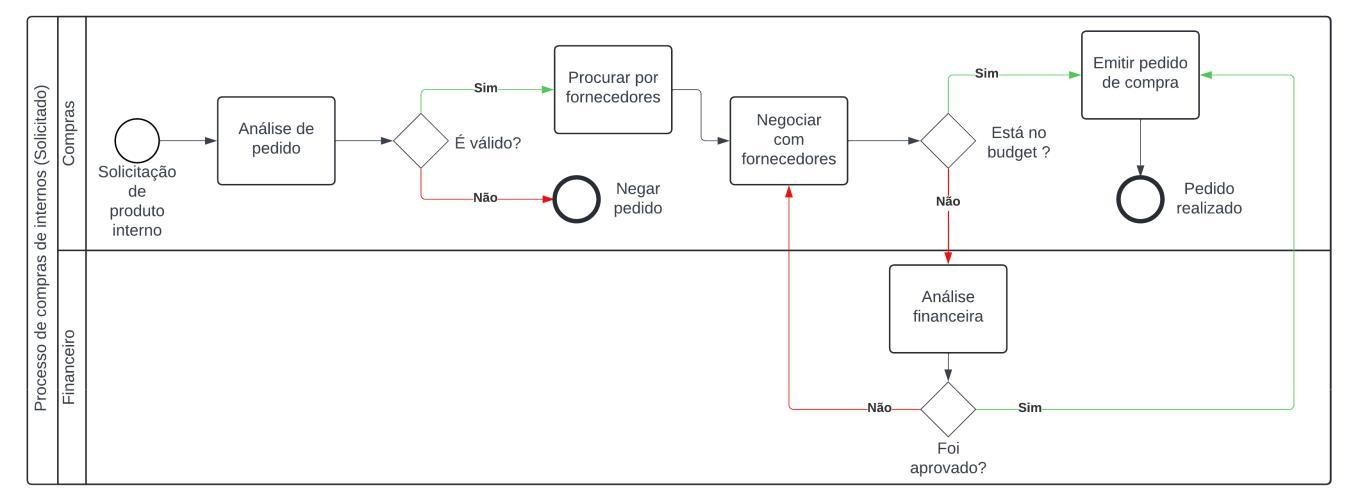 Processo de compras de internos (Solicitado)
Compras
Solicitação
de
produto
interno
Análise de
pedido
É válido?
Sim
Não
Procurar por
fornecedores
Negar
pedido
Negociar
com
fornecedores
Está no
budget ?
Sim
Não
Emitir pedido
de compra
Pedido
realizado
Financeiro
Análise
financeira
Não
Sim
Foi
aprovado?